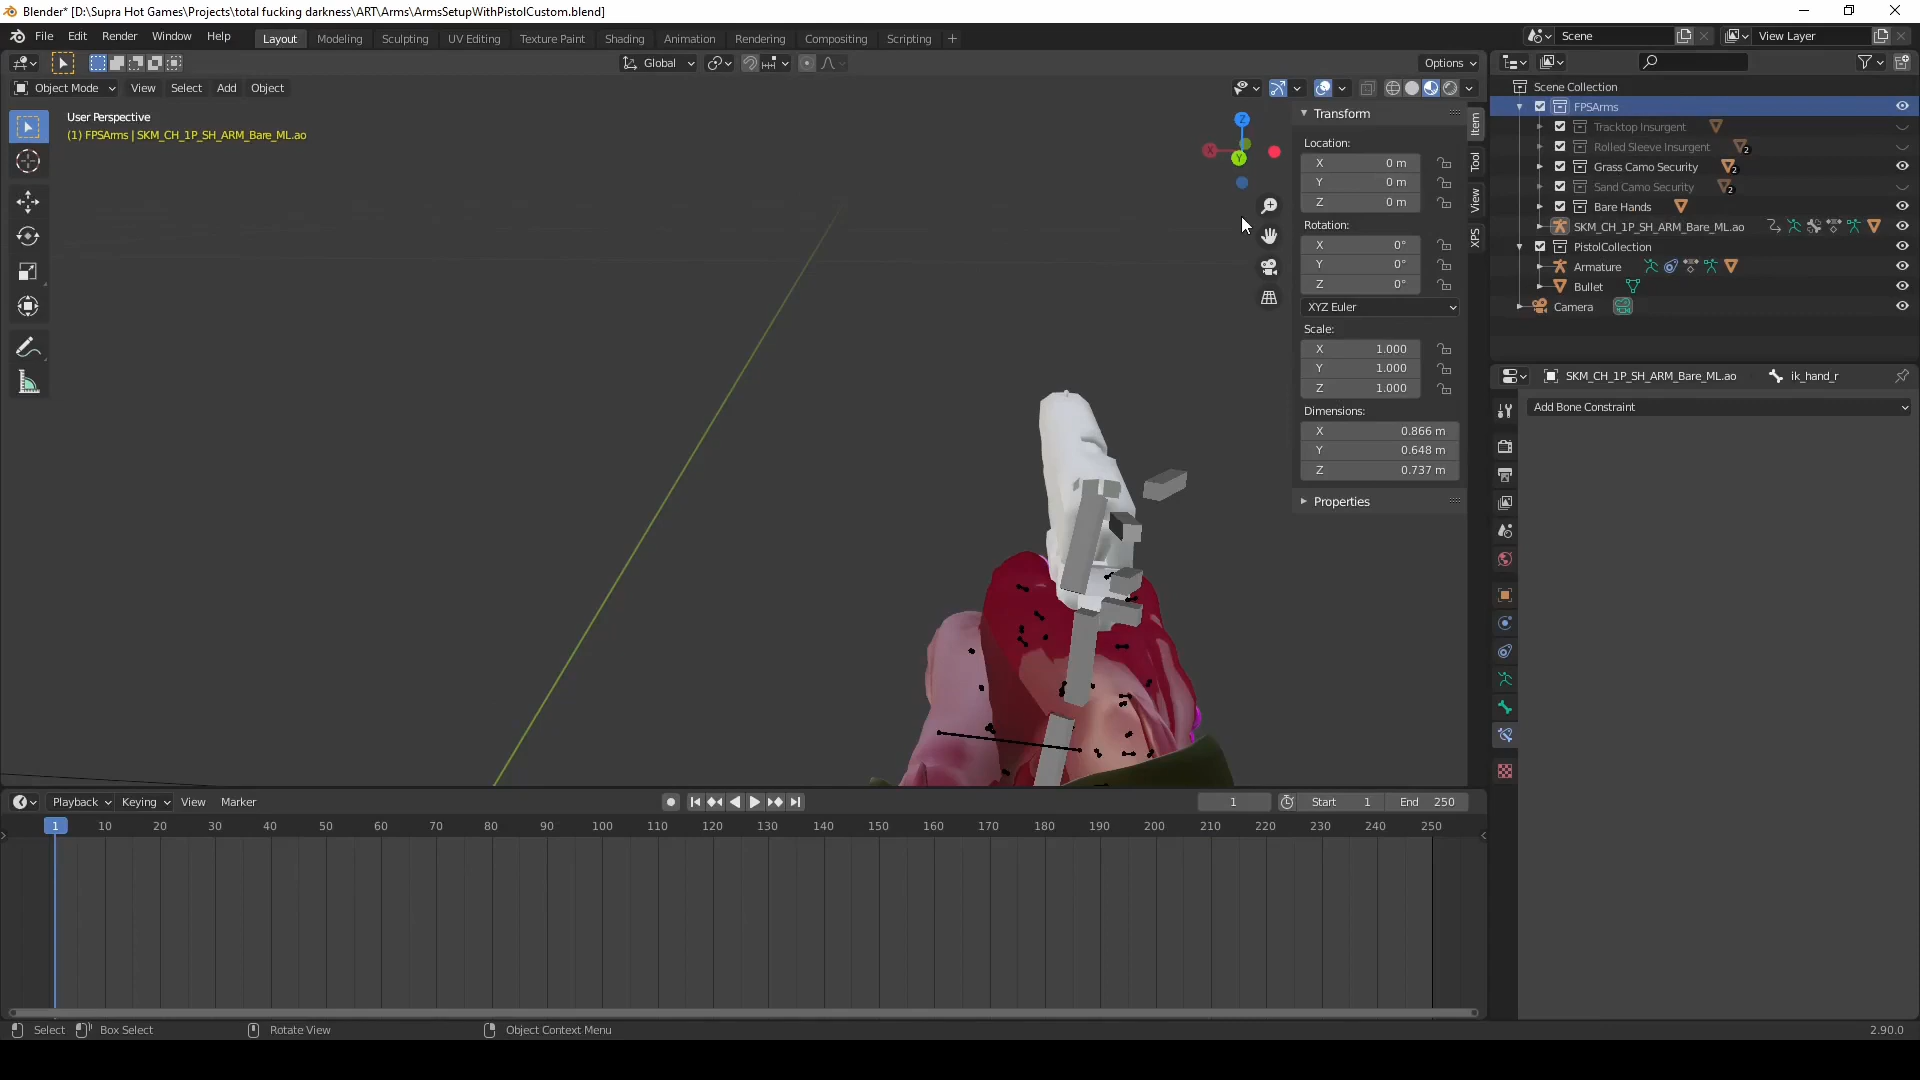 Blender* [D:\Supra Hot Games\Projects\total fucking darkness\ART\Arms\ArmsSetupWithPistolCustom.blend]
File Edit Render Window Help Layout Modeling Sculpting UV Editing Texture Paint Shading Animation Rendering Compositing Scripting + Scene View Layer
Global Options
Object Mode View Select Add Object
User Perspective
(1) FPSArms | SKM_CH_1P_SH_ARM_Bare_ML.ao
Z
X
Y
Transform
Location:
X 0 m
Y 0 m
Z 0 m
Rotation:
X 0°
Y 0°
Z 0°
XYZ Euler
Scale:
X 1.000
Y 1.000
Z 1.000
Dimensions:
X 0.866 m
Y 0.648 m
Z 0.737 m
Properties
Item
Tool
View
XPS
Scene Collection
FPSArms
Tracktop Insurgent
Rolled Sleeve Insurgent 2
Grass Camo Security 2
Sand Camo Security 2
Bare Hands
SKM_CH_1P_SH_ARM_Bare_ML.ao
PistolCollection
Armature
Bullet
Camera
SKM_CH_1P_SH_ARM_Bare_ML.ao ik_hand_r
Add Bone Constraint
Playback Keying View Marker 1 Start 1 End 250
1 10 20 30 40 50 60 70 80 90 100 110 120 130 140 150 160 170 180 190 200 210 220 230 240 250
Select Box Select Rotate View Object Context Menu 2.90.0